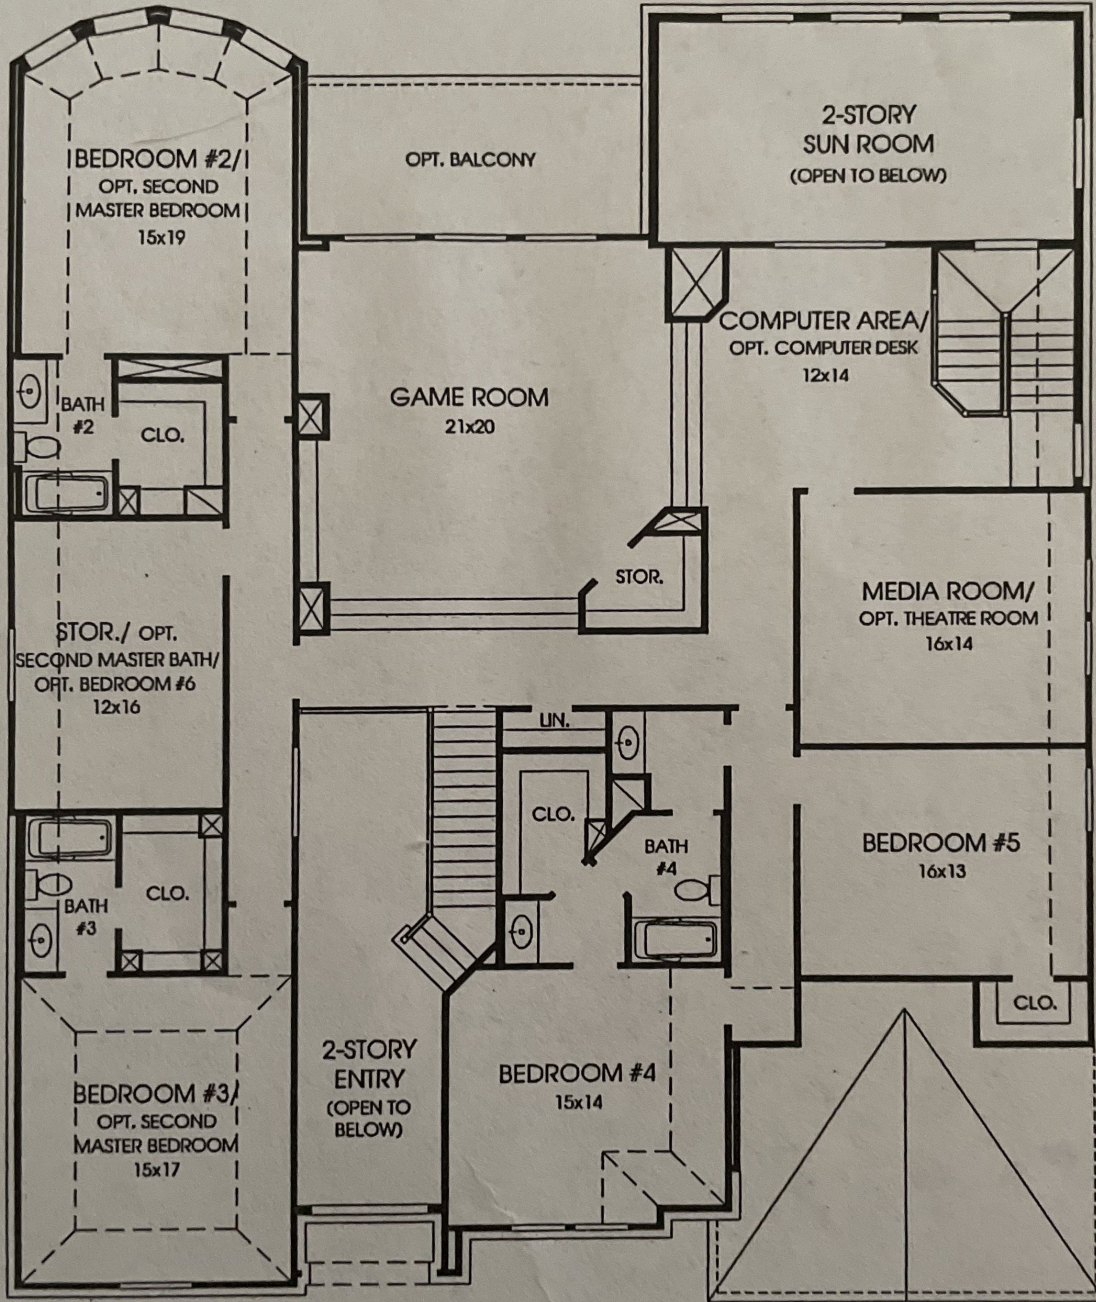 2-STORY
SUN ROOM
(OPEN TO BELOW)
OPT. BALCONY
BEDROOM #2/
OPT. SECOND
MASTER BEDROOM
15x19
COMPUTER AREA/
OPT. COMPUTER DESK
12x14
GAME ROOM
21x20
BATH
#2
CLO.
STOR.
MEDIA ROOM/
OPT. THEATRE ROOM
16x14
STOR./ OPT.
SECOND MASTER BATH/
OPT. BEDROOM #6
12x16
LIN.
CLO.
BATH
#4
BEDROOM #5
16x13
BATH
#3
CLO.
CLO.
2-STORY
ENTRY
(OPEN TO
BELOW)
BEDROOM #4
15x14
BEDROOM #3/
OPT. SECOND
MASTER BEDROOM
15x17